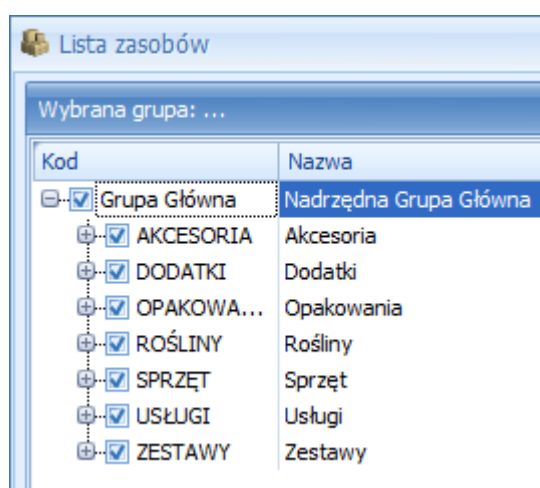 Lista zasobów
Wybrana grupa: ...
Kod Nazwa
Grupa Główna Nadrzędna Grupa Główna
AKCESORIA Akcesoria
DODATKI Dodatki
OPAKOWA... Opakowania
ROŚLINY Rośliny
SPRZĘT Sprzęt
USŁUGI Usługi
ZESTAWY Zestawy